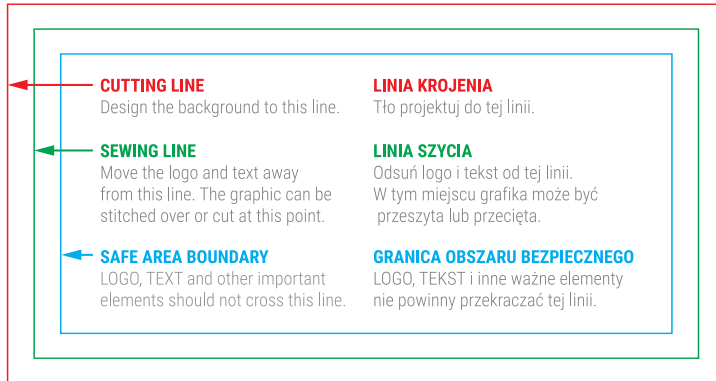 CUTTING LINE
Design the background to this line.
SEWING LINE
Move the logo and text away
from this line. The graphic can be
stitched over or cut at this point.
SAFE AREA BOUNDARY
LOGO, TEXT and other important
elements should not cross this line.
LINIA KROJENIA
Tło projektuj do tej linii.
LINIA SZYCIA
Odsuń logo i tekst od tej linii.
W tym miejscu grafika może być
przeszyta lub przecięta.
GRANICA OBSZARU BEZPIECZNEGO
LOGO, TEKST i inne ważne elementy
nie powinny przekraczać tej linii.